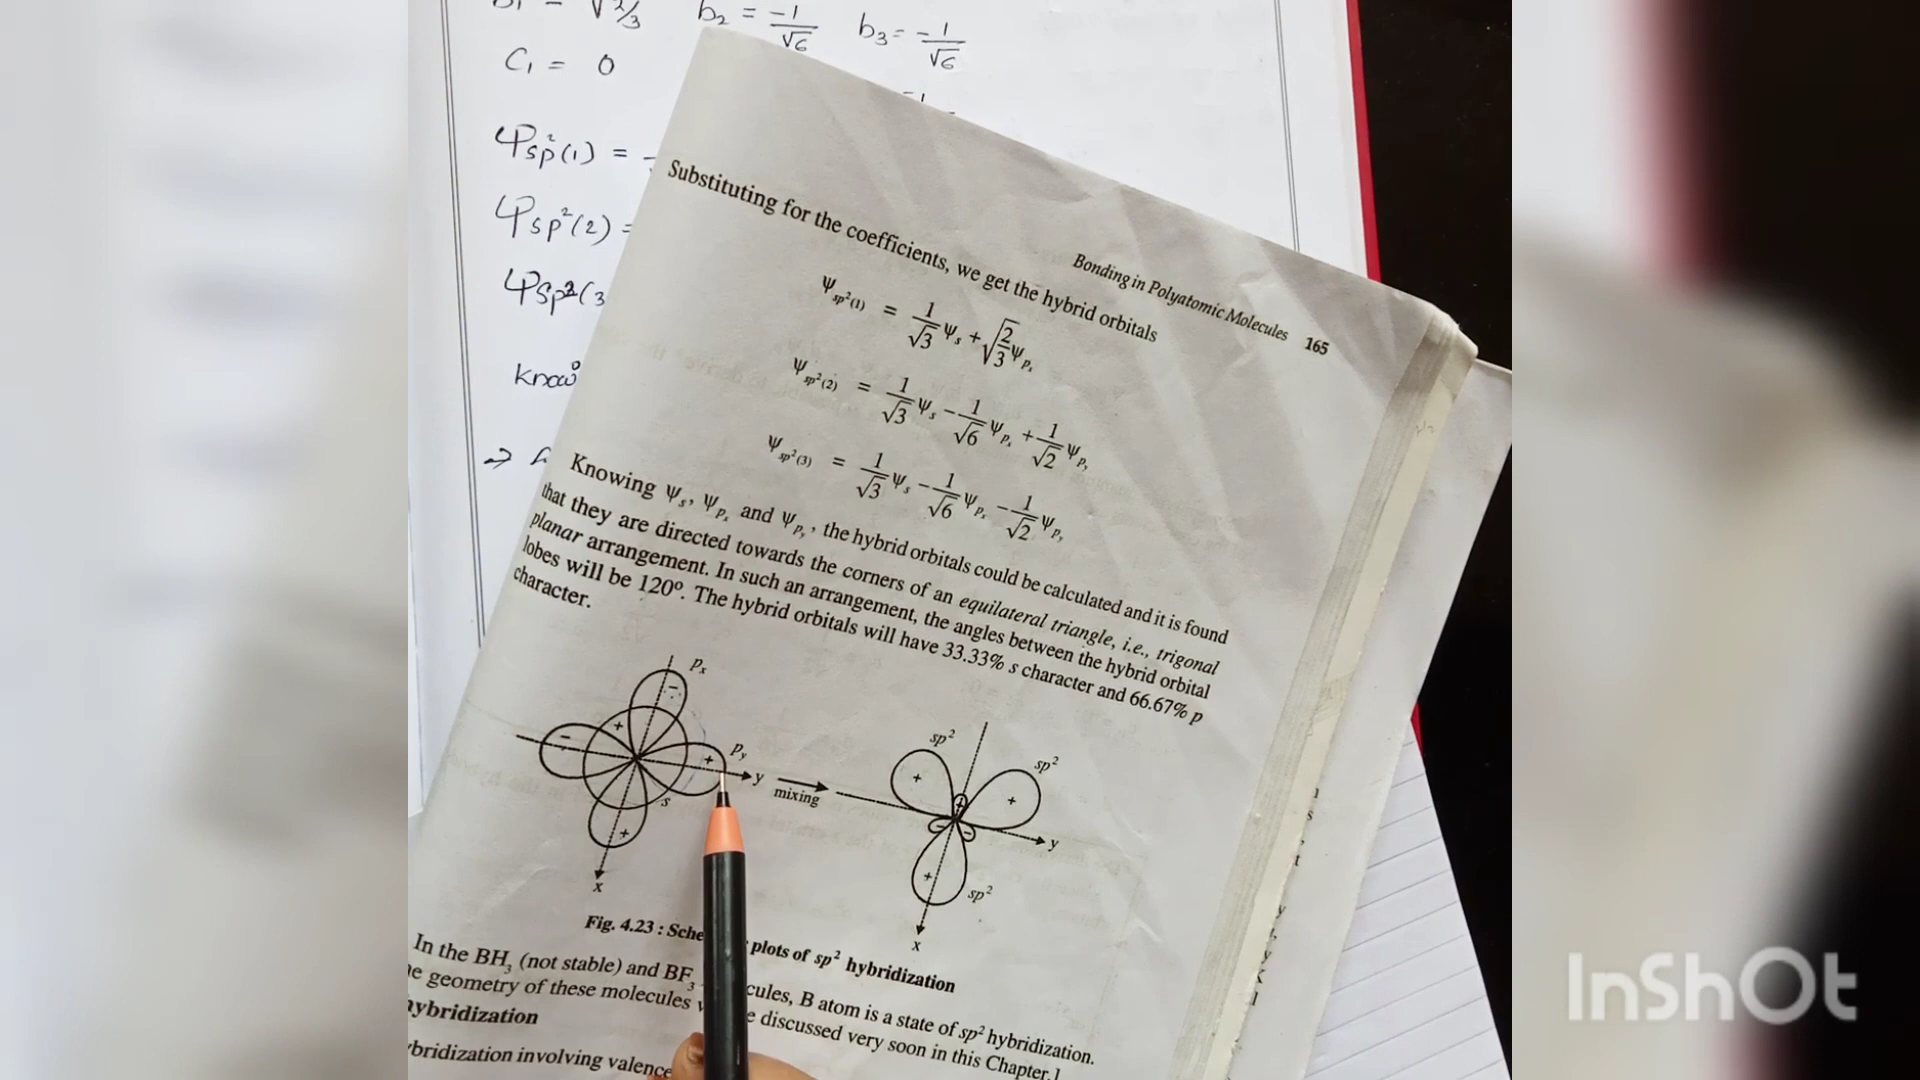 b₁ = √2/3 b₂ = -1/√6 b₃ = -1/√6
C₁ = 0
Ψsp²(1) =
Ψsp²(2) =
Ψsp²(3
Know
Bonding in Polyatomic Molecules 165
Substituting for the coefficients, we get the hybrid orbitals
ψsp²(1) = 1/√3 ψs + √2/3 ψpx
ψsp²(2) = 1/√3 ψs − 1/√6 ψpx + 1/√2 ψpy
ψsp²(3) = 1/√3 ψs − 1/√6 ψpx − 1/√2 ψpy
Knowing ψs, ψpx and ψpy, the hybrid orbitals could be calculated and it is found
that they are directed towards the corners of an equilateral triangle, i.e., trigonal
planar arrangement. In such an arrangement, the angles between the hybrid orbital
lobes will be 120°. The hybrid orbitals will have 33.33% s character and 66.67% p
character.
px
− + − + py y
s
+
x
mixing
sp² sp²
+ + +
− − y
+ sp²
x
Fig. 4.23 : Sche plots of sp² hybridization
In the BH₃ (not stable) and BF₃ cules, B atom is a state of sp² hybridization.
geometry of these molecules discussed very soon in this Chapter.]
hybridization
bridization involving valence
InShOt